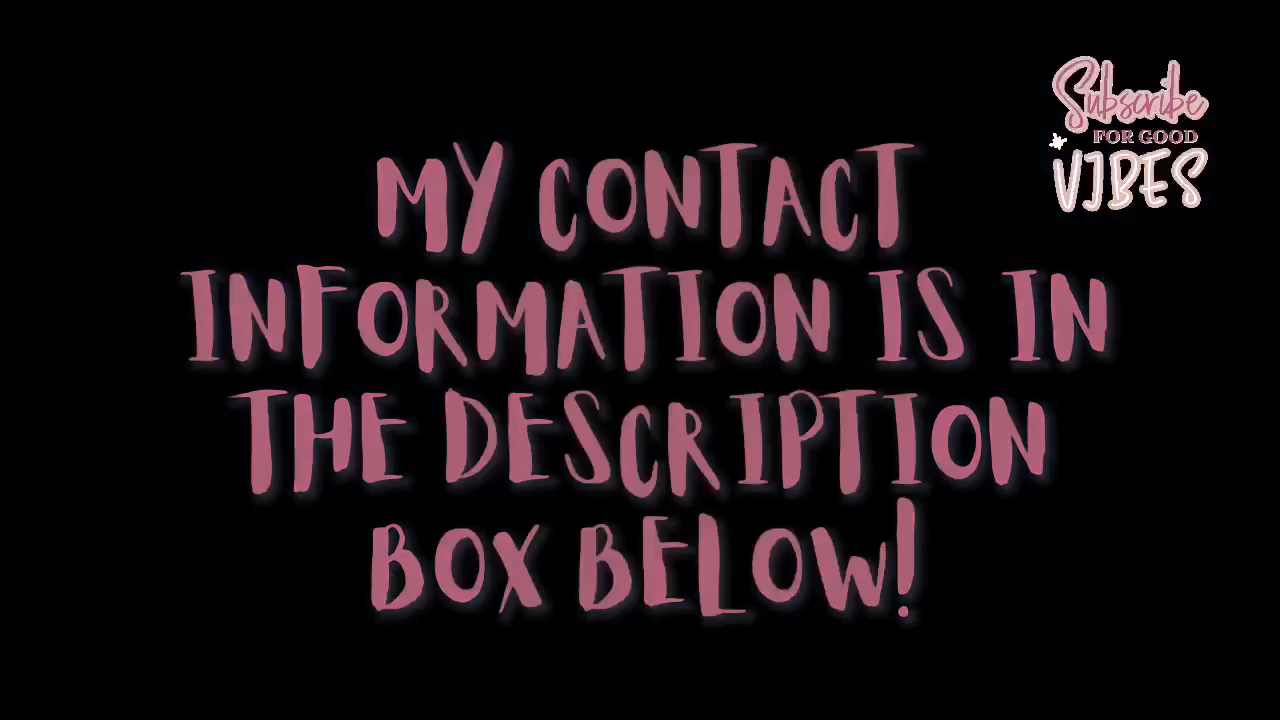 MY CONTACT
INFORMATION IS IN
THE DESCRIPTION
BOX BELOW!
Subscribe
FOR GOOD
VIBES